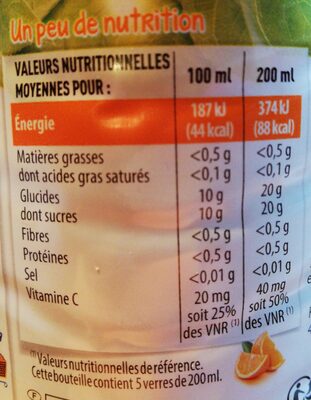 Un peu de nutrition
VALEURS NUTRITIONNELLES
MOYENNES POUR : 100 ml 200 ml
Énergie 187 kJ (44 kcal) 374 kJ (88 kcal)
Matières grasses <0,5 g <0,5 g
dont acides gras saturés <0,1 g <0,1 g
Glucides 10 g 20 g
dont sucres 10 g 20 g
Fibres <0,5 g <0,5 g
Protéines <0,5 g <0,5 g
Sel <0,01 g <0,01 g
Vitamine C 20 mg 40 mg
soit 25% soit 50%
des VNR (1) des VNR (1)
(1) Valeurs nutritionnelles de référence.
Cette bouteille contient 5 verres de 200 ml.
F